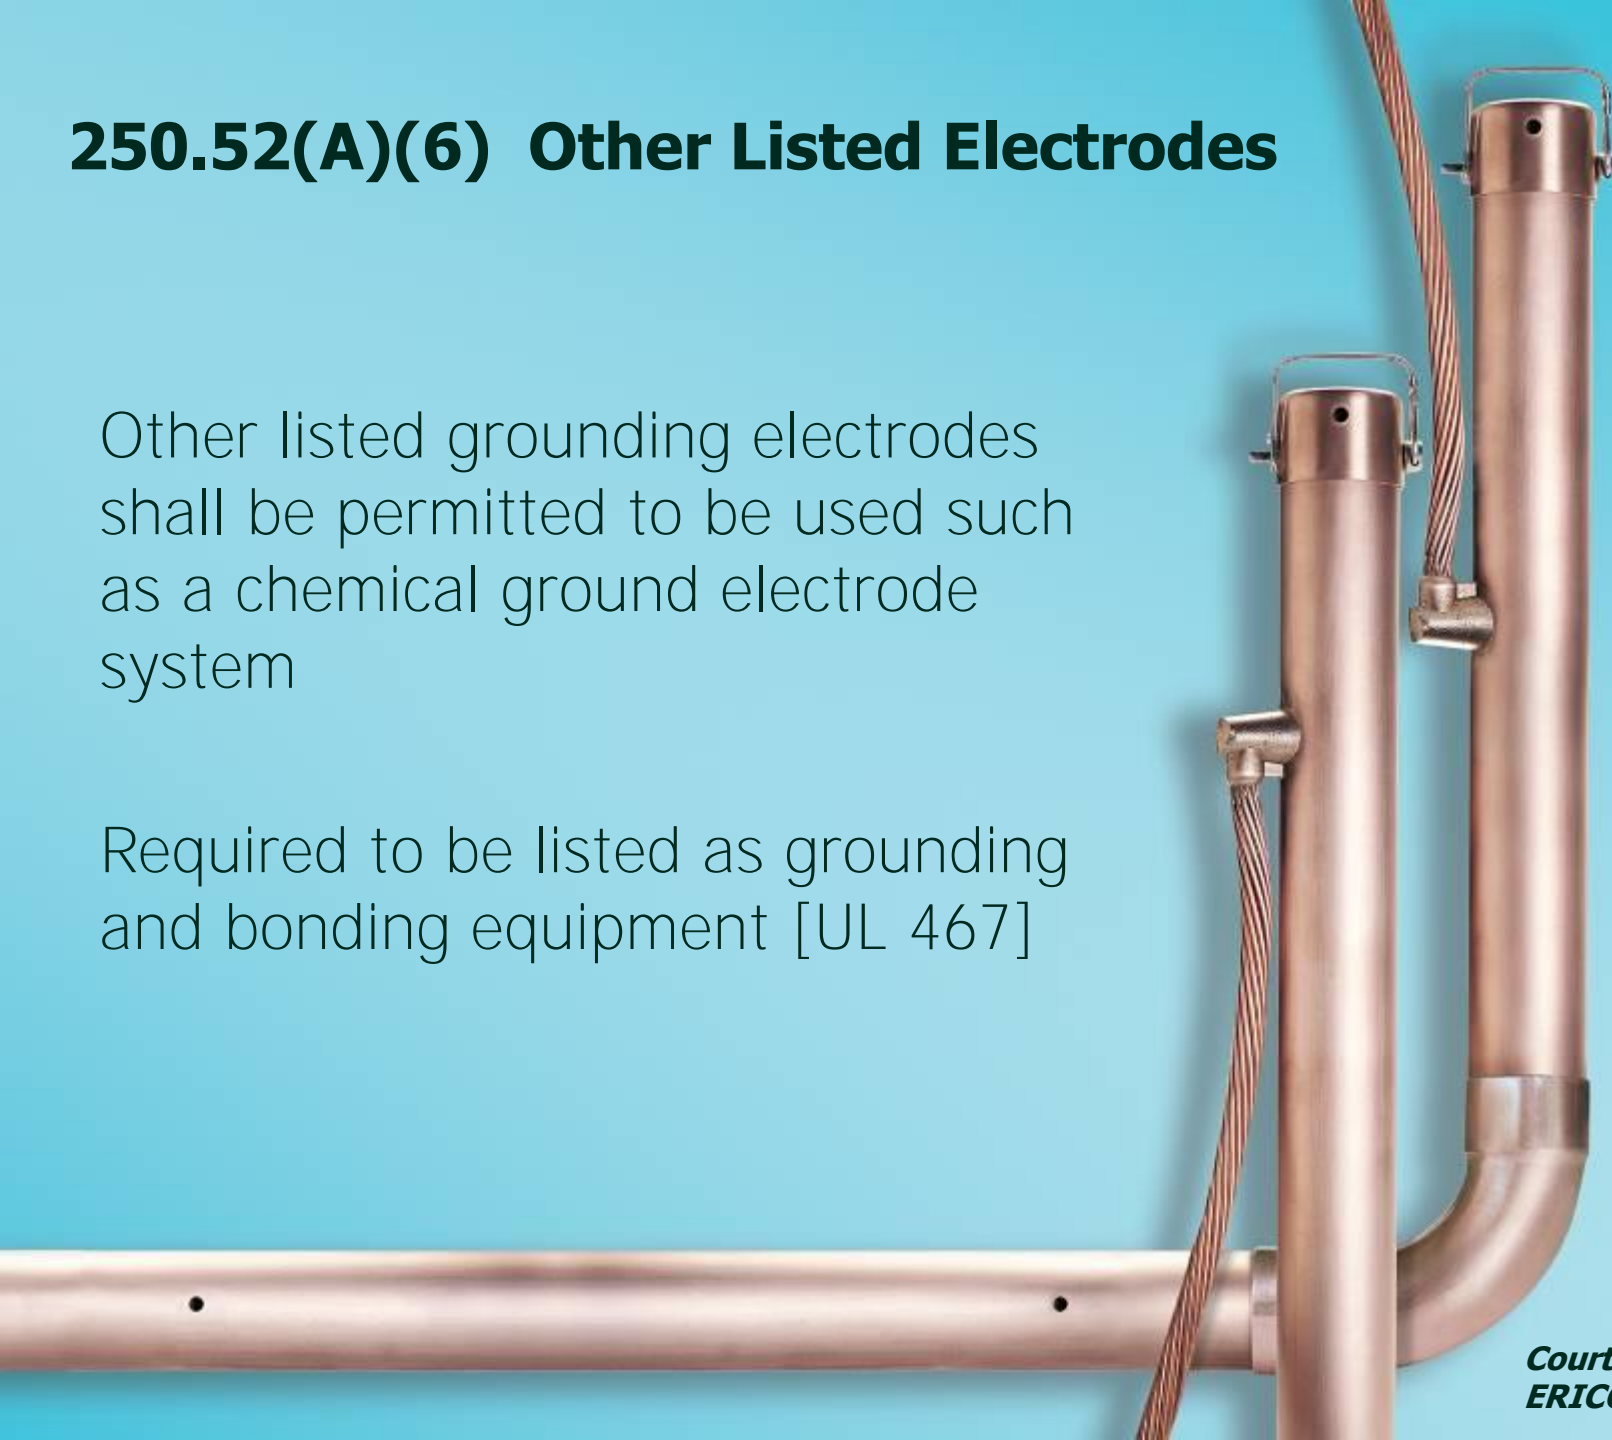 250.52(A)(6) Other Listed Electrodes
Other listed grounding electrodes
shall be permitted to be used such
as a chemical ground electrode
system
Required to be listed as grounding
and bonding equipment [UL 467]